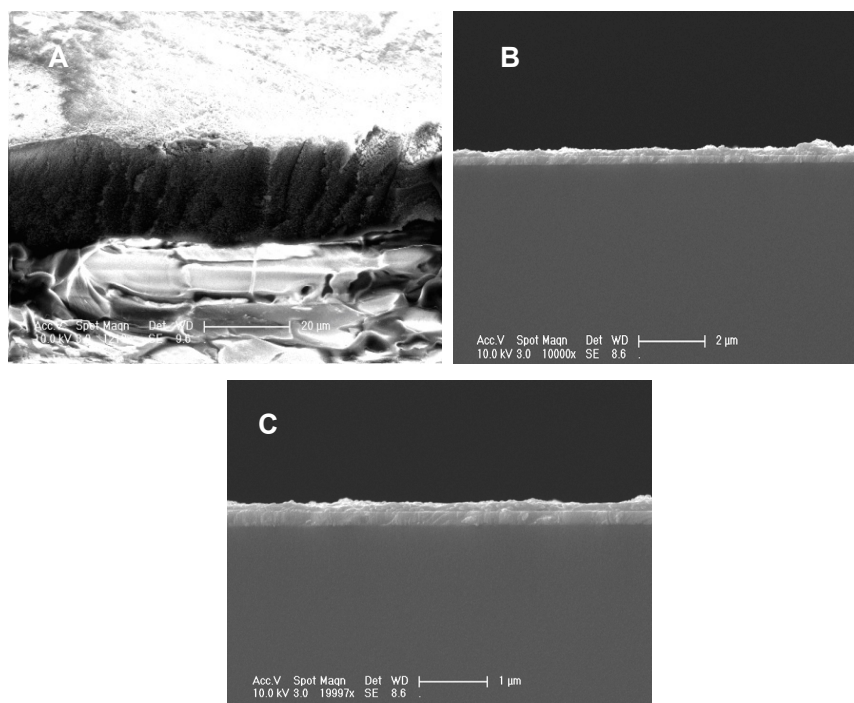 A
Acc.V Spot Magn Det WD 20 µm
10.0 kV SE 9.6
B
Acc.V Spot Magn Det WD 2 µm
10.0 kV 3.0 10000x SE 8.6 .
C
Acc.V Spot Magn Det WD 1 µm
10.0 kV 3.0 19997x SE 8.6 .